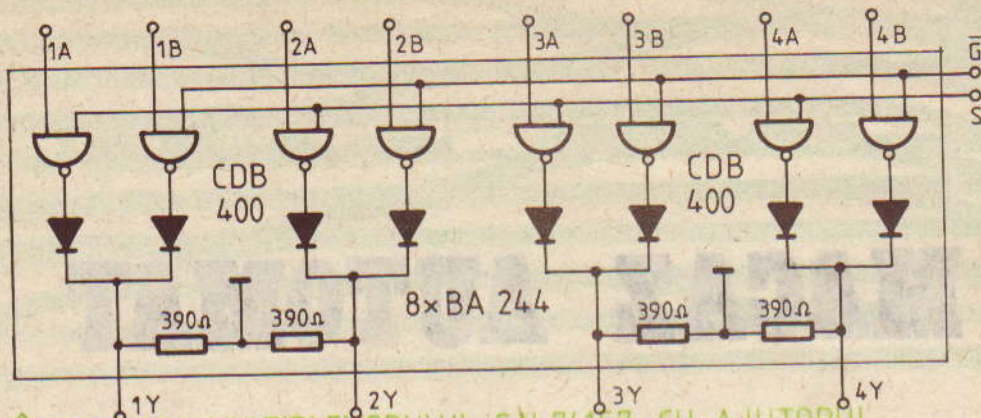 1A 1B 2A 2B 3A 3B 4A 4B
G̅
S
CDB 400
CDB 400
8×BA 244
390Ω 390Ω 390Ω 390Ω
1Y 2Y 3Y 4Y